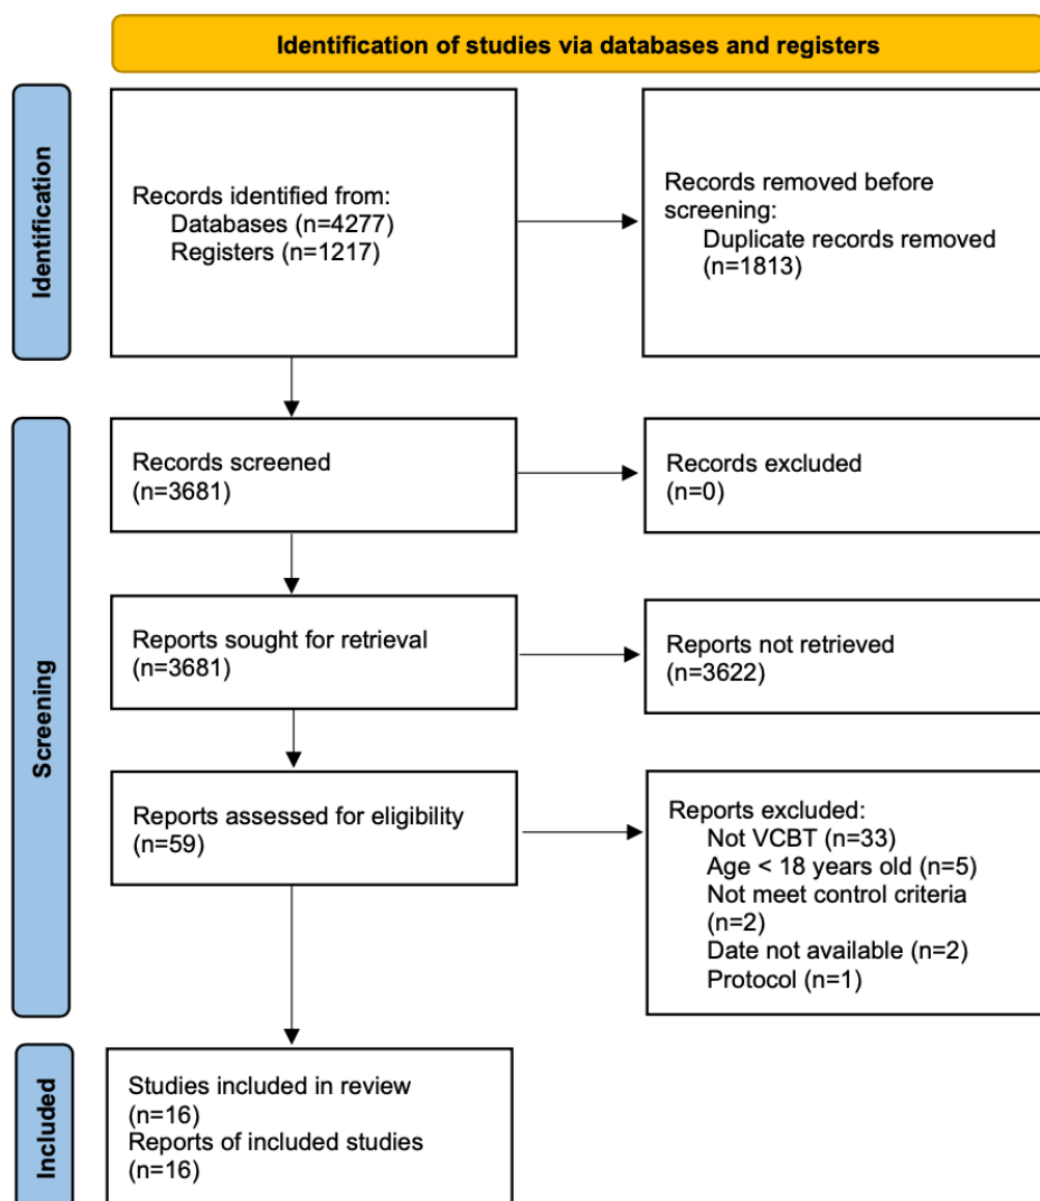 Identification of studies via databases and registers
Identification
Records identified from:
Databases (n=4277)
Registers (n=1217)
Records removed before
screening:
Duplicate records removed
(n=1813)
Screening
Records screened
(n=3681)
Records excluded
(n=0)
Reports sought for retrieval
(n=3681)
Reports not retrieved
(n=3622)
Reports assessed for eligibility
(n=59)
Reports excluded:
Not VCBT (n=33)
Age < 18 years old (n=5)
Not meet control criteria
(n=2)
Date not available (n=2)
Protocol (n=1)
Included
Studies included in review
(n=16)
Reports of included studies
(n=16)